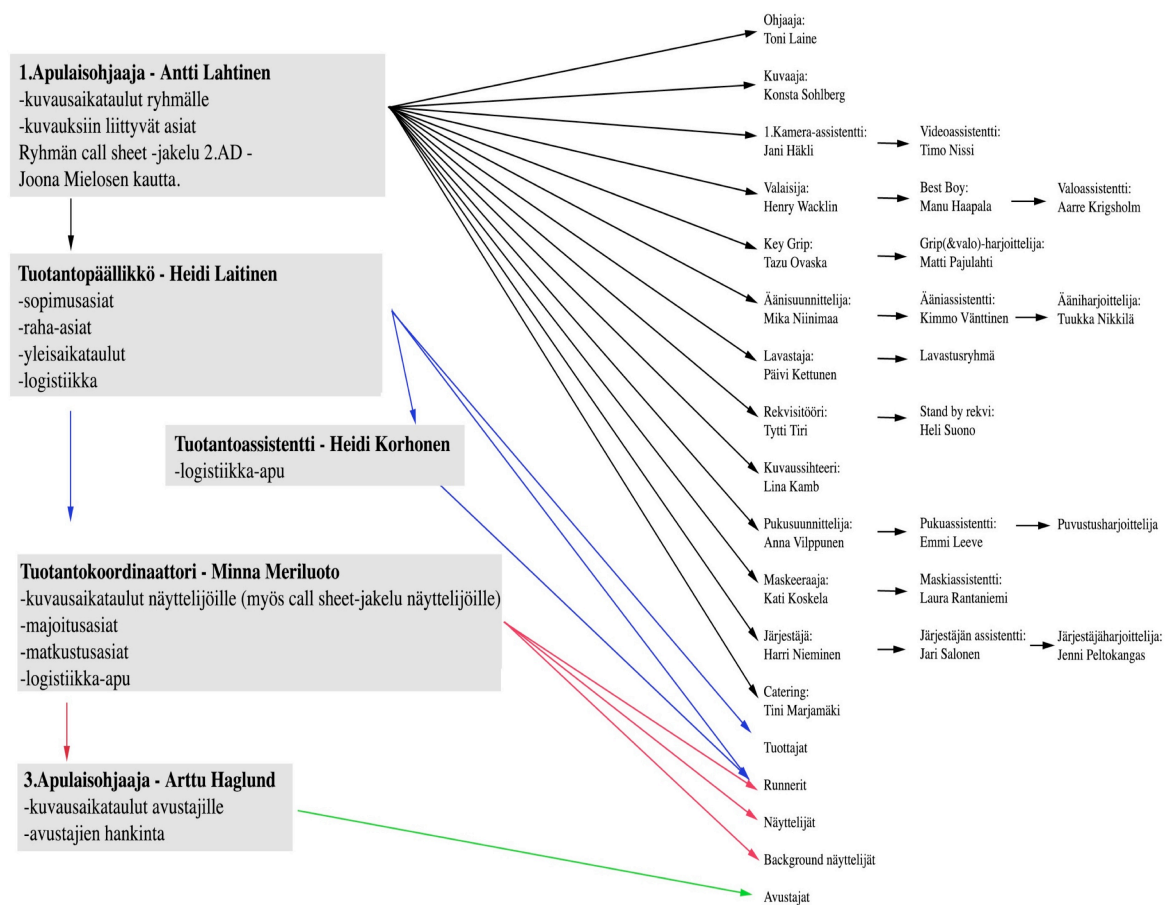 1.Apulaisohjaaja - Antti Lahtinen
-kuvausaikataulut ryhmälle
-kuvauksiin liittyvät asiat
Ryhmän call sheet -jakelu 2.AD -
Joona Mielosen kautta.
Tuotantopäällikkö - Heidi Laitinen
-sopimusasiat
-raha-asiat
-yleisaikataulut
-logistiikka
Tuotantoassistentti - Heidi Korhonen
-logistiikka-apu
Tuotantokoordinaattori - Minna Meriluoto
-kuvausaikataulut näyttelijöille (myös call sheet-jakelu näyttelijöille)
-majoitusasiat
-matkustusasiat
-logistiikka-apu
3.Apulaisohjaaja - Arttu Haglund
-kuvausaikataulut avustajille
-avustajien hankinta
Ohjaaja:
Toni Laine
Kuvaaja:
Konsta Sohlberg
1.Kamera-assistentti:
Jani Häkli
Videoassistentti:
Timo Nissi
Valaisija:
Henry Wacklin
Best Boy:
Manu Haapala
Valoassistentti:
Aarre Krigsholm
Key Grip:
Tazu Ovaska
Grip(&valo)-harjoittelija:
Matti Pajulahti
Äänisuunnittelija:
Mika Niinimaa
Ääniassistentti:
Kimmo Vänttinen
Ääniharjoittelija:
Tuukka Nikkilä
Lavastaja:
Päivi Kettunen
Lavastusryhmä
Rekvisitööri:
Tytti Tiri
Stand by rekvi:
Heli Suono
Kuvaussihteeri:
Lina Kamb
Pukusuunnittelija:
Anna Vilppunen
Pukuassistentti:
Emmi Leeve
Puvustusharjoittelija
Maskeeraaja:
Kati Koskela
Maskiassistentti:
Laura Rantaniemi
Järjestäjä:
Harri Nieminen
Järjestäjän assistentti:
Jari Salonen
Järjestäjäharjoittelija:
Jenni Peltokangas
Catering:
Tini Marjamäki
Tuottajat
Runnerit
Näyttelijät
Background näyttelijät
Avustajat